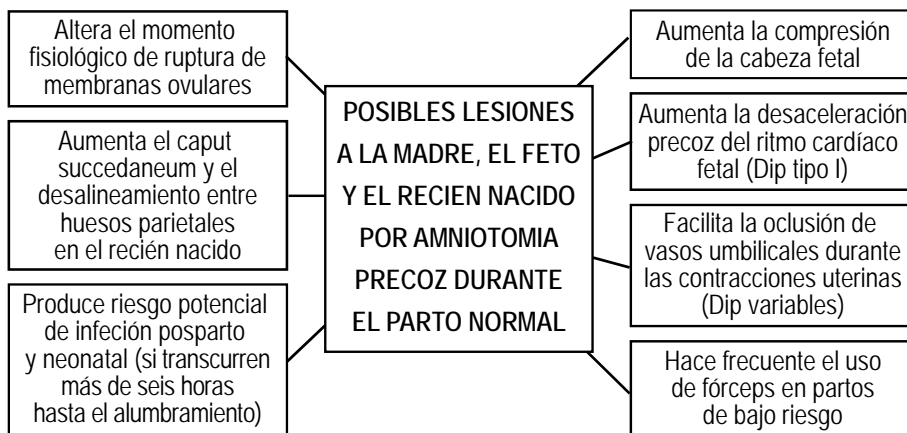 Altera el momento
fisiológico de ruptura de
membranas ovulares
Aumenta el caput
succedaneum y el
desalineamiento entre
huesos parietales
en el recién nacido
Produce riesgo potencial
de infeción posparto
y neonatal (si transcurren
más de seis horas
hasta el alumbramiento)
POSIBLES LESIONES
A LA MADRE, EL FETO
Y EL RECIEN NACIDO
POR AMNIOTOMIA
PRECOZ DURANTE
EL PARTO NORMAL
Aumenta la compresión
de la cabeza fetal
Aumenta la desaceleración
precoz del ritmo cardíaco
fetal (Dip tipo I)
Facilita la oclusión de
vasos umbilicales durante
las contracciones uterinas
(Dip variables)
Hace frecuente el uso
de fórceps en partos
de bajo riesgo